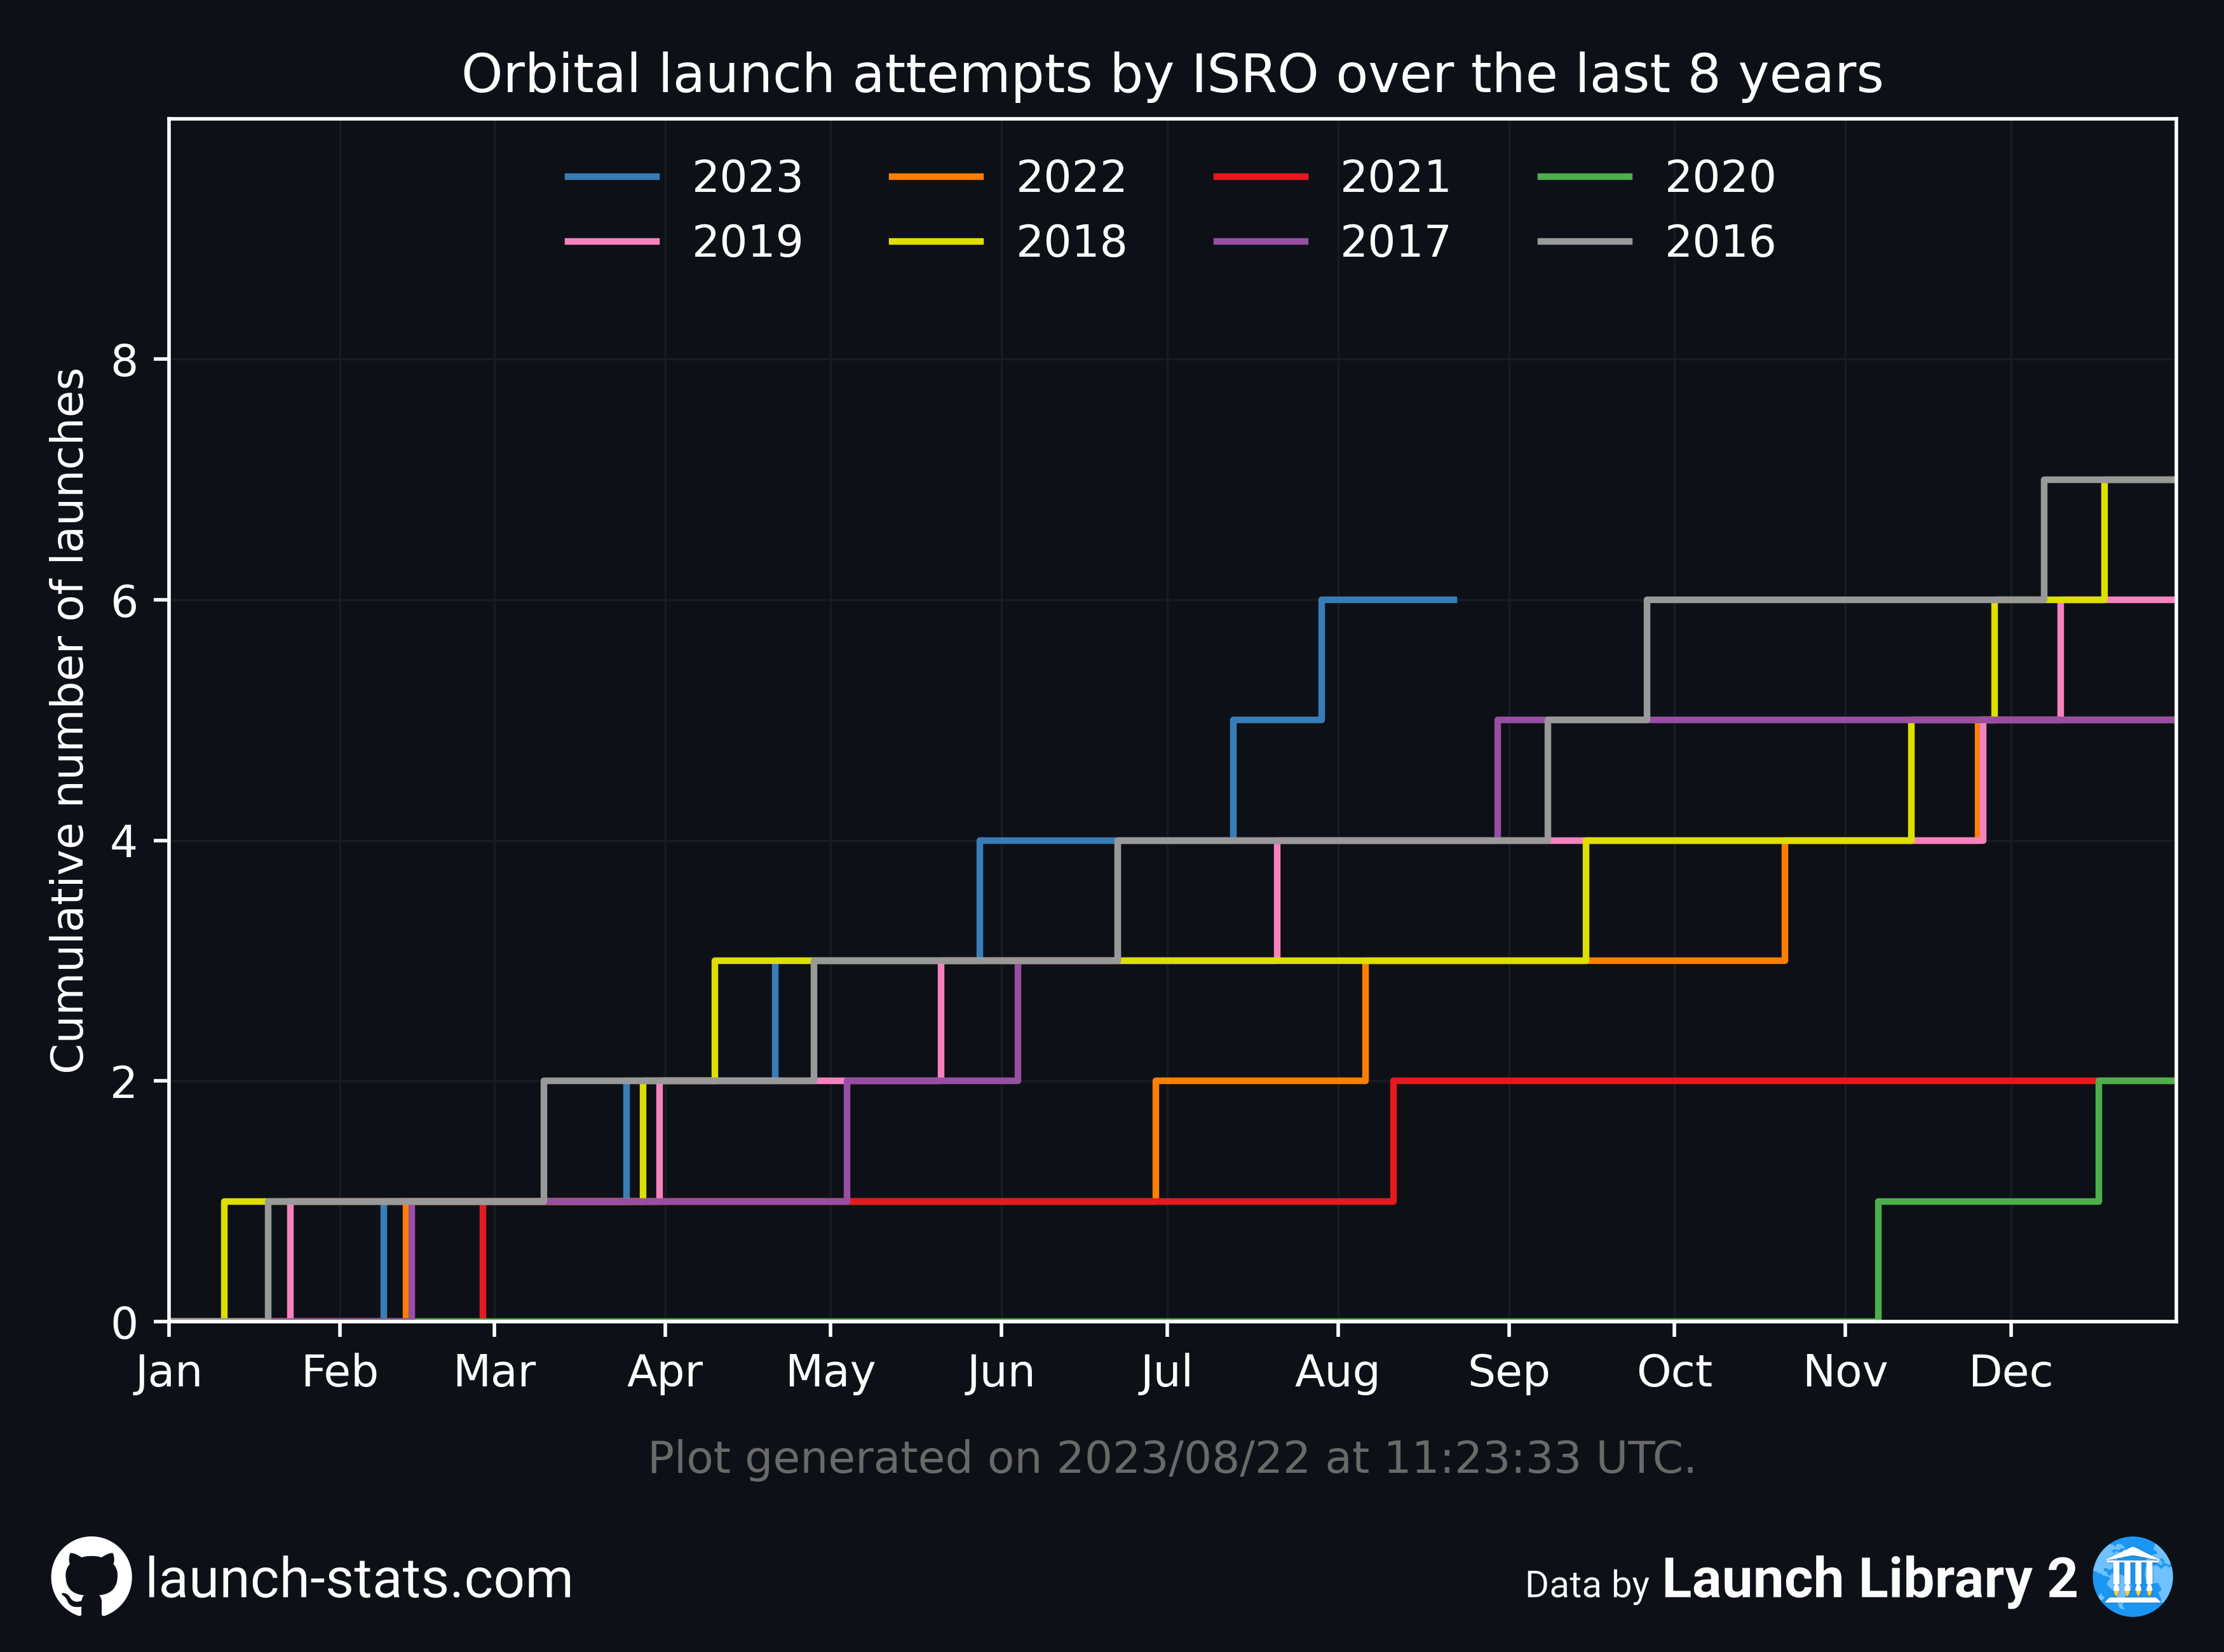 Orbital launch attempts by ISRO over the last 8 years
2023 2022 2021 2020
2019 2018 2017 2016
Cumulative number of launches
8
6
4
2
0
Jan Feb Mar Apr May Jun Jul Aug Sep Oct Nov Dec
Plot generated on 2023/08/22 at 11:23:33 UTC.
launch-stats.com
Data by Launch Library 2